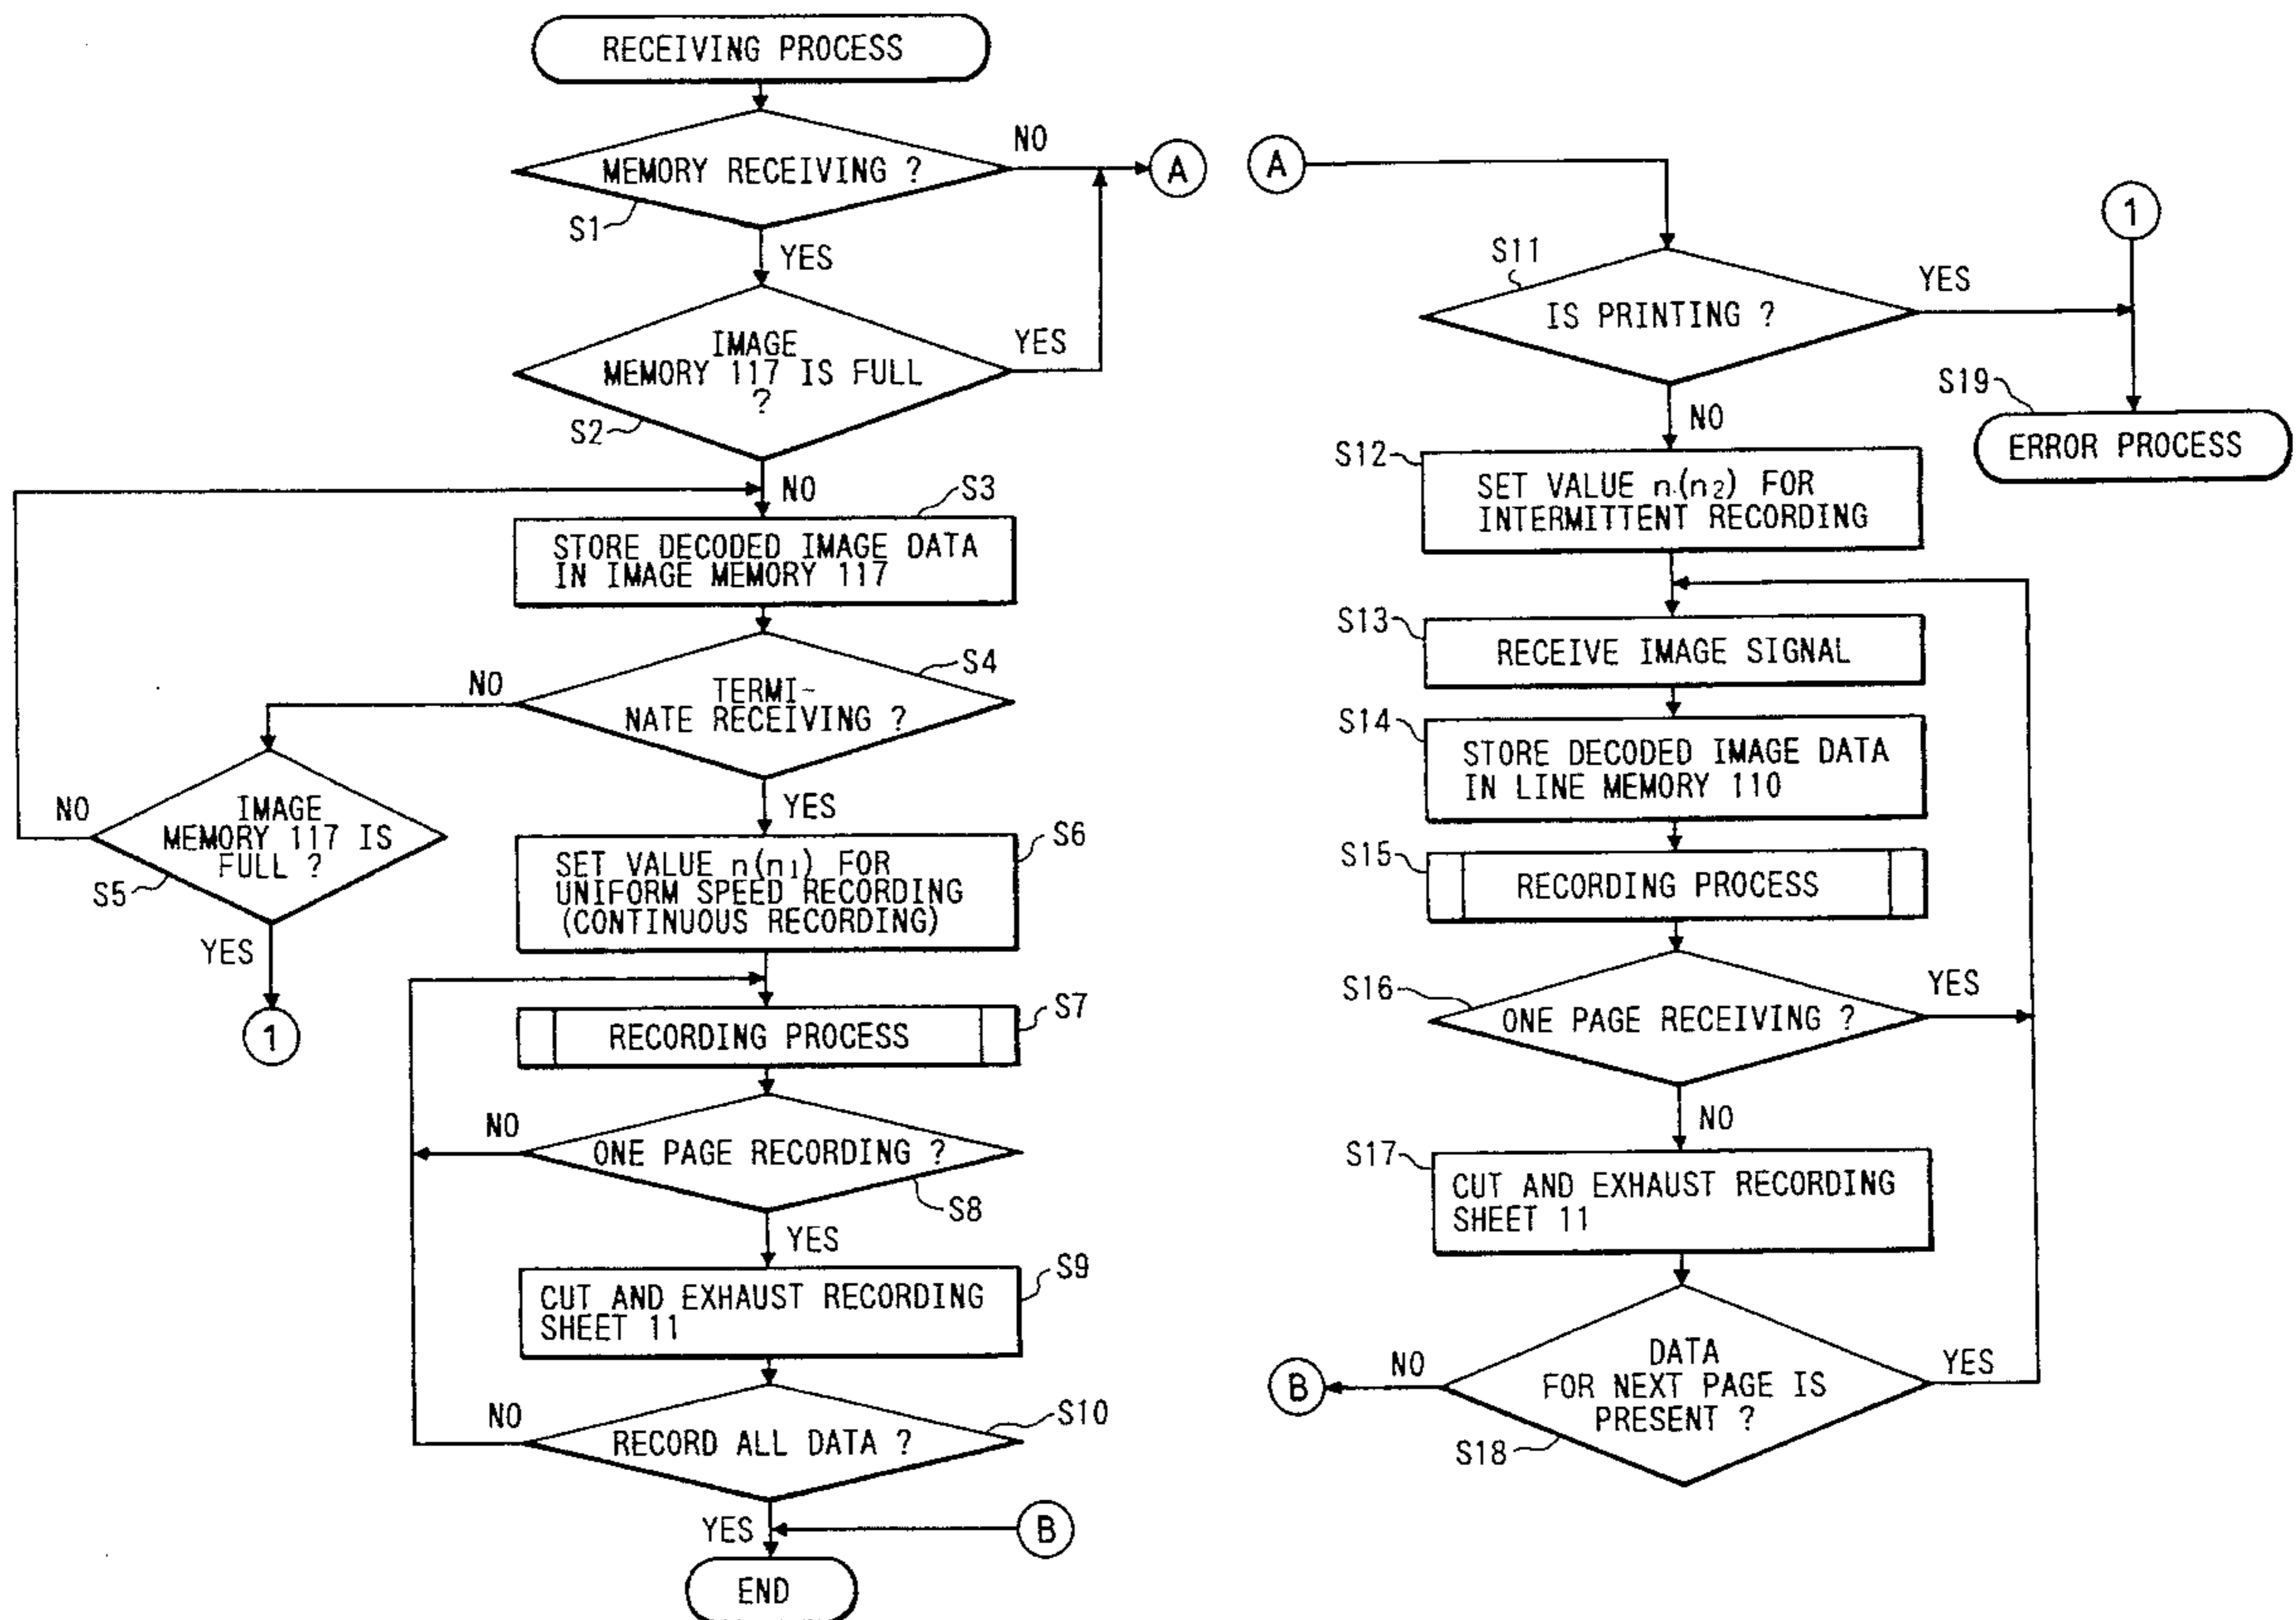 RECEIVING PROCESS
MEMORY RECEIVING ?
NO
A
S1
YES
IMAGE
MEMORY 117 IS FULL
?
YES
S2
NO
S3
STORE DECODED IMAGE DATA
IN IMAGE MEMORY 117
S4
TERMI-
NATE RECEIVING ?
NO
YES
IMAGE
MEMORY 117 IS
FULL ?
NO
S5
YES
1
S6
SET VALUE n(n1) FOR
UNIFORM SPEED RECORDING
(CONTINUOUS RECORDING)
S7
RECORDING PROCESS
ONE PAGE RECORDING ?
NO
S8
YES
S9
CUT AND EXHAUST RECORDING
SHEET 11
S10
RECORD ALL DATA ?
NO
YES
B
END
A
1
S11
IS PRINTING ?
YES
NO
S19
ERROR PROCESS
S12
SET VALUE n.(n2) FOR
INTERMITTENT RECORDING
S13
RECEIVE IMAGE SIGNAL
S14
STORE DECODED IMAGE DATA
IN LINE MEMORY 110
S15
RECORDING PROCESS
S16
ONE PAGE RECEIVING ?
YES
NO
S17
CUT AND EXHAUST RECORDING
SHEET 11
DATA
FOR NEXT PAGE IS
PRESENT ?
NO
B
YES
S18